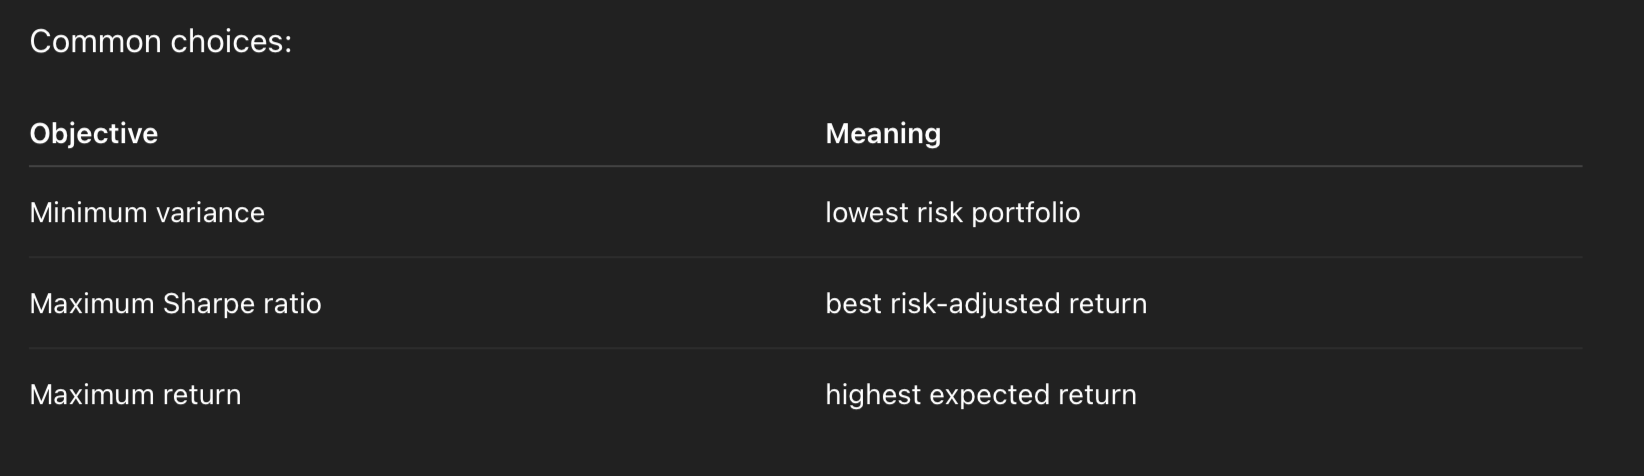 Common choices:
Objective Meaning
Minimum variance lowest risk portfolio
Maximum Sharpe ratio best risk-adjusted return
Maximum return highest expected return